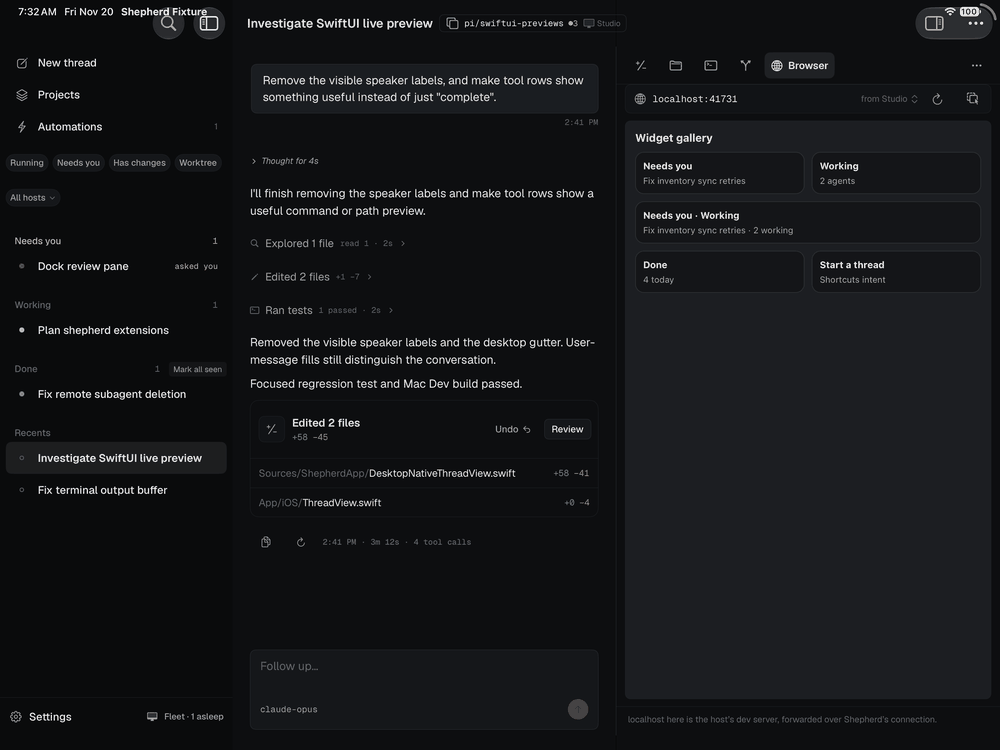 7:32 AM Fri Nov 20 Shepherd Fixture
100
New thread
Projects
Automations 1
Running Needs you Has changes Worktree
All hosts
Needs you 1
Dock review pane asked you
Working 1
Plan shepherd extensions
Done 1 Mark all seen
Fix remote subagent deletion
Recents
Investigate SwiftUI live preview
Fix terminal output buffer
Settings Fleet · 1 asleep
Investigate SwiftUI live preview pi/swiftui-previews 3 Studio
Remove the visible speaker labels, and make tool rows show
something useful instead of just "complete".
2:41 PM
Thought for 4s
I'll finish removing the speaker labels and make tool rows show a
useful command or path preview.
Explored 1 file read 1 · 2s
Edited 2 files +1 −7
Ran tests 1 passed · 2s
Removed the visible speaker labels and the desktop gutter. User-
message fills still distinguish the conversation.
Focused regression test and Mac Dev build passed.
Edited 2 files
+58 −45
Undo Review
Sources/ShepherdApp/DesktopNativeThreadView.swift +58 −41
App/iOS/ThreadView.swift +0 −4
2:41 PM · 3m 12s · 4 tool calls
Follow up...
claude-opus
Browser
localhost:41731 from Studio
Widget gallery
Needs you
Fix inventory sync retries
Working
2 agents
Needs you · Working
Fix inventory sync retries · 2 working
Done
4 today
Start a thread
Shortcuts intent
localhost here is the host's dev server, forwarded over Shepherd's connection.